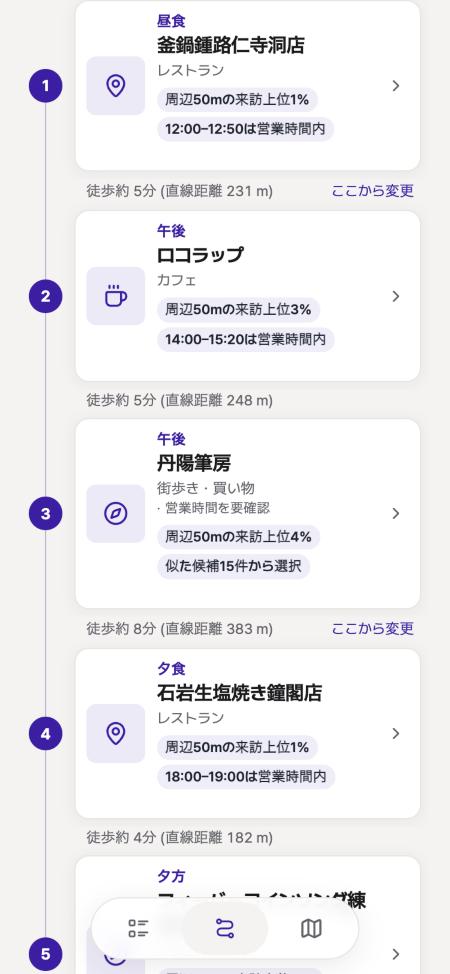 昼食
釜鍋鍾路仁寺洞店
レストラン
周辺50mの来訪上位1%
12:00–12:50は営業時間内
1
徒歩約 5分 (直線距離 231 m)
ここから変更
午後
ロコラップ
カフェ
周辺50mの来訪上位3%
14:00–15:20は営業時間内
2
徒歩約 5分 (直線距離 248 m)
午後
丹陽筆房
街歩き · 買い物
· 営業時間を要確認
周辺50mの来訪上位4%
似た候補15件から選択
3
徒歩約 8分 (直線距離 383 m)
ここから変更
夕食
石岩生塩焼き鐘閣店
レストラン
周辺50mの来訪上位1%
18:00–19:00は営業時間内
4
徒歩約 4分 (直線距離 182 m)
夕方
5